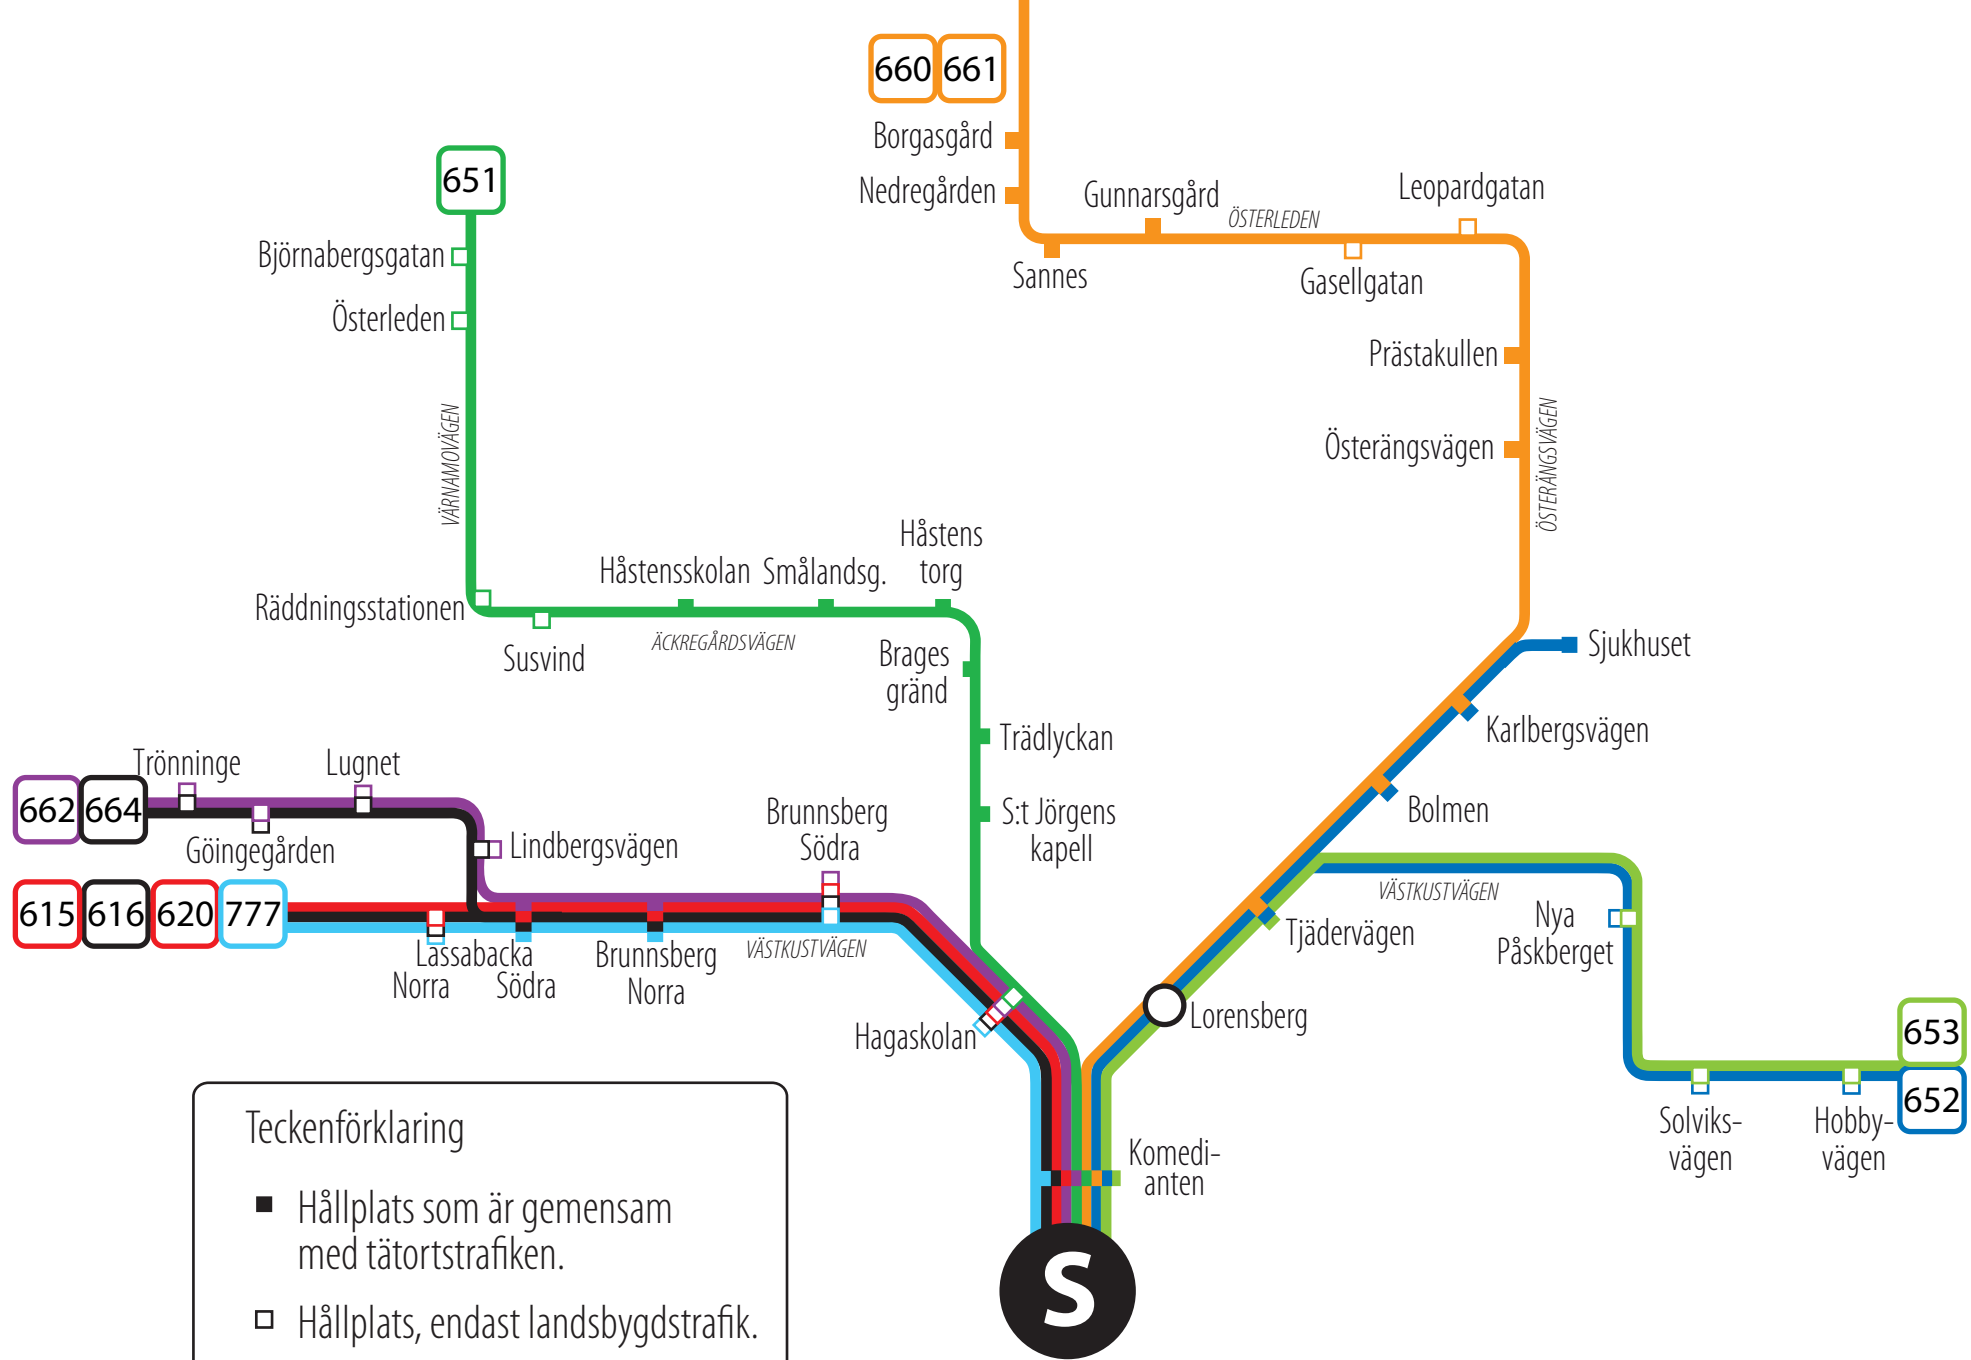 660 661
Borgasgård
Nedregården
Gunnarsgård
ÖSTERLEDEN
Leopardgatan
Sannes
Gasellgatan
Prästakullen
Österängsvägen
ÖSTERÄNGSVÄGEN
651
Björnabergsgatan
Österleden
VÄRNAMOVÄGEN
Räddningsstationen
Susvind
Håstensskolan
Smålandsg.
Håstens
torg
ÄCKREGÅRDSVÄGEN
Brages
gränd
Trädlyckan
S:t Jörgens
kapell
Sjukhuset
Karlbergsvägen
Bolmen
Tjädervägen
VÄSTKUSTVÄGEN
Nya
Påskberget
Lorensberg
653
652
Solviks-
vägen
Hobby-
vägen
662 664
Trönninge
Lugnet
Göingegården
Lindbergsvägen
615 616 620 777
Lassabacka
Norra
Södra
Brunnsberg
Norra
Brunnsberg
Södra
VÄSTKUSTVÄGEN
Hagaskolan
Komedi-
anten
S
Teckenförklaring
Hållplats som är gemensam
med tätortstrafiken.
Hållplats, endast landsbygdstrafik.